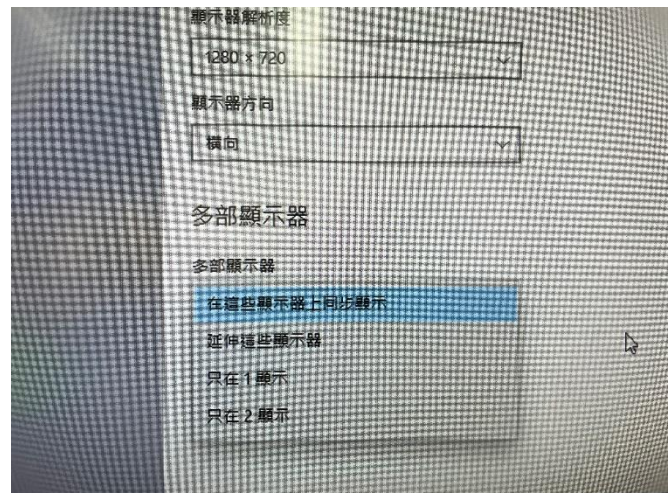 顯示器解析度
1280 × 720
顯示器方向
橫向
多部顯示器
多部顯示器
在這些顯示器上同步顯示
延伸這些顯示器
只在 1 顯示
只在 2 顯示